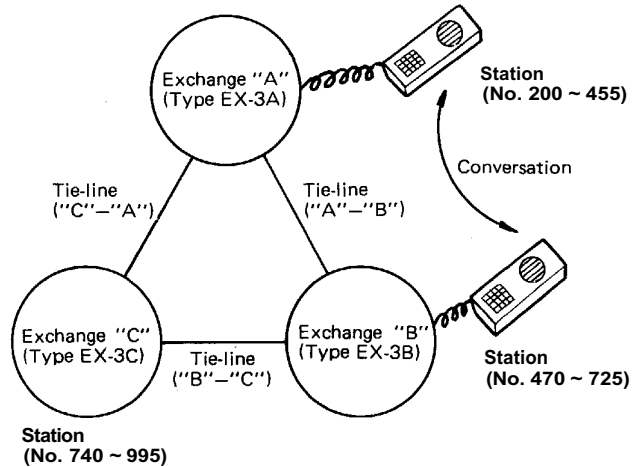 Exchange "A"
(Type EX-3A)
Station
(No. 200 ~ 455)
Conversation
Tie-line
("C"—"A")
Tie-line
("A"—"B")
Exchange "C"
(Type EX-3C)
Tie-line
("B"—"C")
Exchange "B"
(Type EX-3B)
Station
(No. 470 ~ 725)
Station
(No. 740 ~ 995)